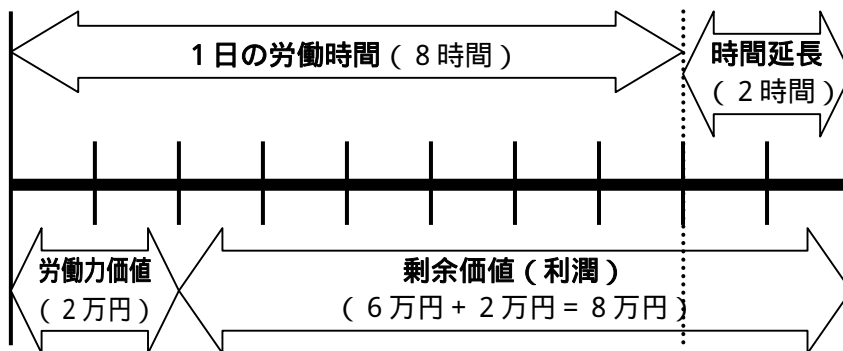 1日の労働時間（8時間）
時間延長
（2時間）
労働力価値
（2万円）
剰余価値（利潤）
（6万円+2万円=8万円）